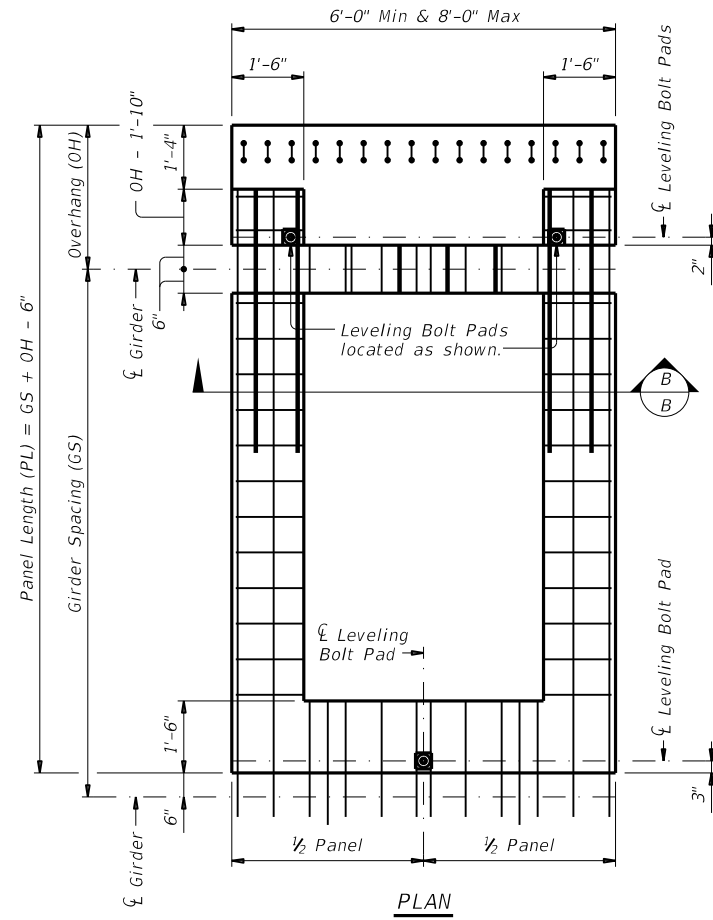 6'-0" Min & 8'-0" Max
1'-6"
1'-6"
℄ Leveling Bolt Pads
OH - 1'-10"
1'-4"
Overhang (OH)
2"
6"
℄ Girder
Leveling Bolt Pads
located as shown.
B
B
Panel Length (PL) = GS + OH - 6"
Girder Spacing (GS)
℄ Leveling
Bolt Pad
℄ Leveling Bolt Pad
1'-6"
3"
6"
℄ Girder
½ Panel
½ Panel
PLAN